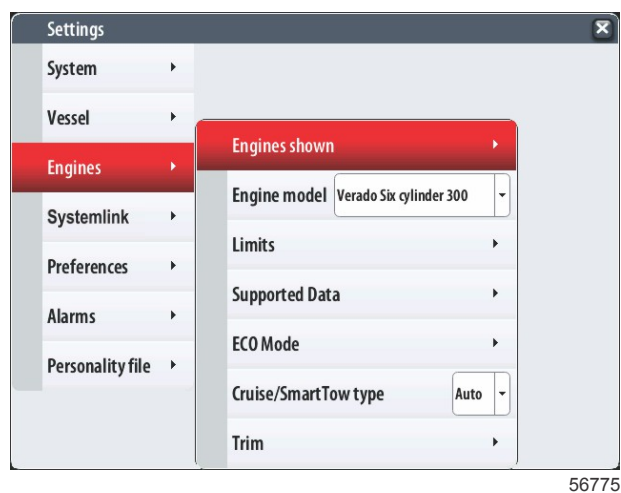 Settings
System
Vessel
Engines
Systemlink
Preferences
Alarms
Personality file
Engines shown
Engine model Verado Six cylinder 300
Limits
Supported Data
ECO Mode
Cruise/SmartTow type Auto
Trim
56775